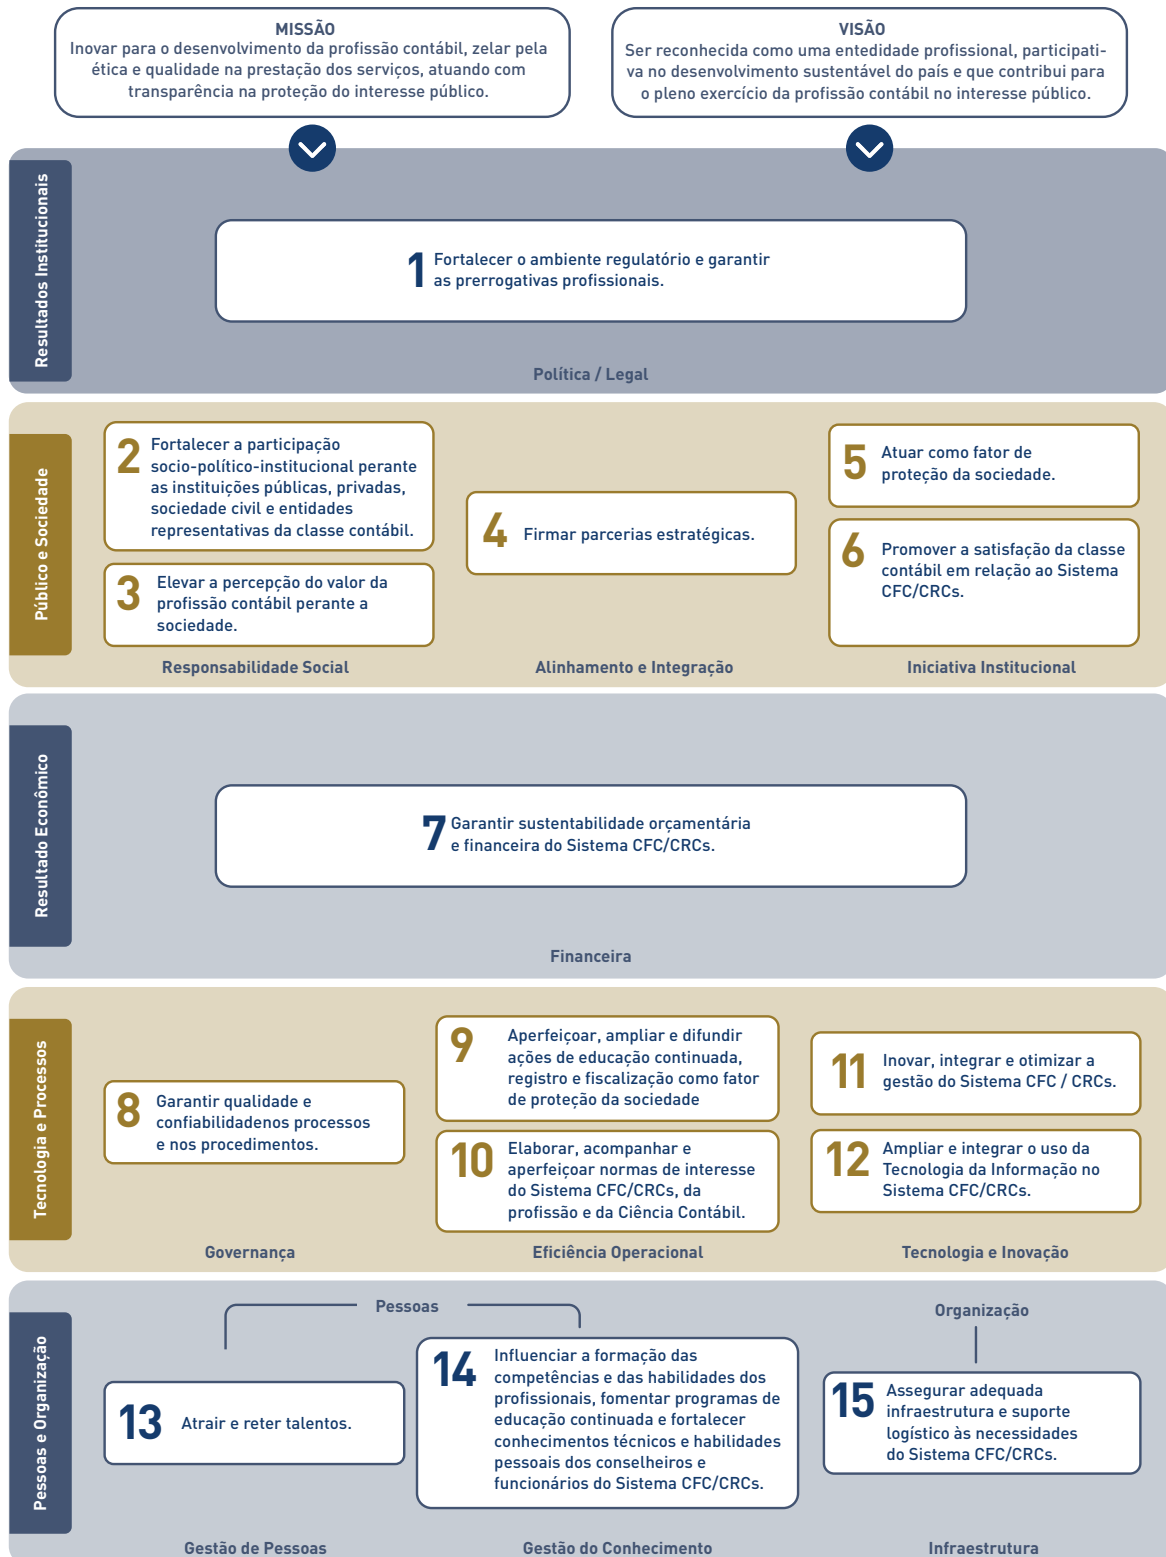 MISSÃO
Inovar para o desenvolvimento da profissão contábil, zelar pela
ética e qualidade na prestação dos serviços, atuando com
transparência na proteção do interesse público.
VISÃO
Ser reconhecida como uma entedidade profissional, participati-
va no desenvolvimento sustentável do país e que contribui para
o pleno exercício da profissão contábil no interesse público.
Resultados Institucionais
1
Fortalecer o ambiente regulatório e garantir
as prerrogativas profissionais.
Política / Legal
Público e Sociedade
2
Fortalecer a participação
socio-político-institucional perante
as instituições públicas, privadas,
sociedade civil e entidades
representativas da classe contábil.
3
Elevar a percepção do valor da
profissão contábil perante a
sociedade.
Responsabilidade Social
4
Firmar parcerias estratégicas.
Alinhamento e Integração
5
Atuar como fator de
proteção da sociedade.
6
Promover a satisfação da classe
contábil em relação ao Sistema
CFC/CRCs.
Iniciativa Institucional
Resultado Econômico
7
Garantir sustentabilidade orçamentária
e financeira do Sistema CFC/CRCs.
Financeira
Tecnologia e Processos
8
Garantir qualidade e
confiabilidadenos processos
e nos procedimentos.
Governança
9
Aperfeiçoar, ampliar e difundir
ações de educação continuada,
registro e fiscalização como fator
de proteção da sociedade
10
Elaborar, acompanhar e
aperfeiçoar normas de interesse
do Sistema CFC/CRCs, da
profissão e da Ciência Contábil.
Eficiência Operacional
11
Inovar, integrar e otimizar a
gestão do Sistema CFC / CRCs.
12
Ampliar e integrar o uso da
Tecnologia da Informação no
Sistema CFC/CRCs.
Tecnologia e Inovação
Pessoas e Organização
Pessoas
Organização
13
Atrair e reter talentos.
Gestão de Pessoas
14
Influenciar a formação das
competências e das habilidades dos
profissionais, fomentar programas de
educação continuada e fortalecer
conhecimentos técnicos e habilidades
pessoais dos conselheiros e
funcionários do Sistema CFC/CRCs.
Gestão do Conhecimento
15
Assegurar adequada
infraestrutura e suporte
logístico às necessidades
do Sistema CFC/CRCs.
Infraestrutura